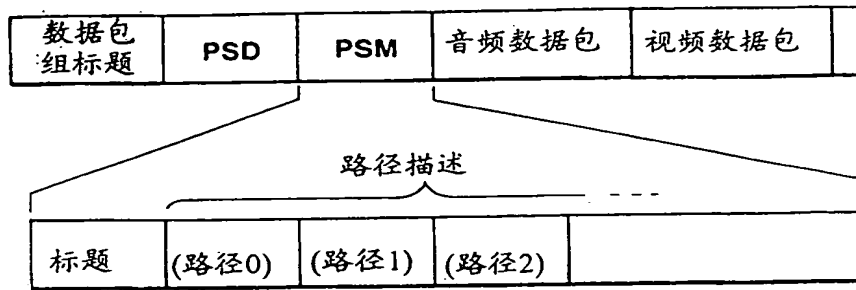 数据包
组标题
PSD
PSM
音频数据包
视频数据包
路径描述
标题
(路径0)
(路径1)
(路径2)